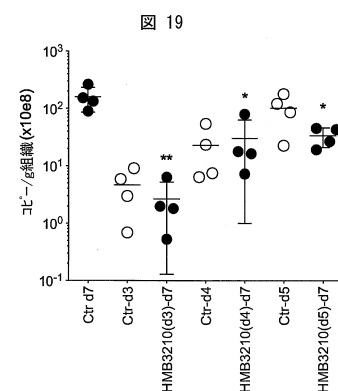 図 19
コピー/g組織(x10e8)
10³
10²
10¹
10⁰
10⁻¹
**
*
*
Ctr d7
Ctr-d3
HMB3210(d3)-d7
Ctr-d4
HMB3210(d4)-d7
Ctr-d5
HMB3210(d5)-d7